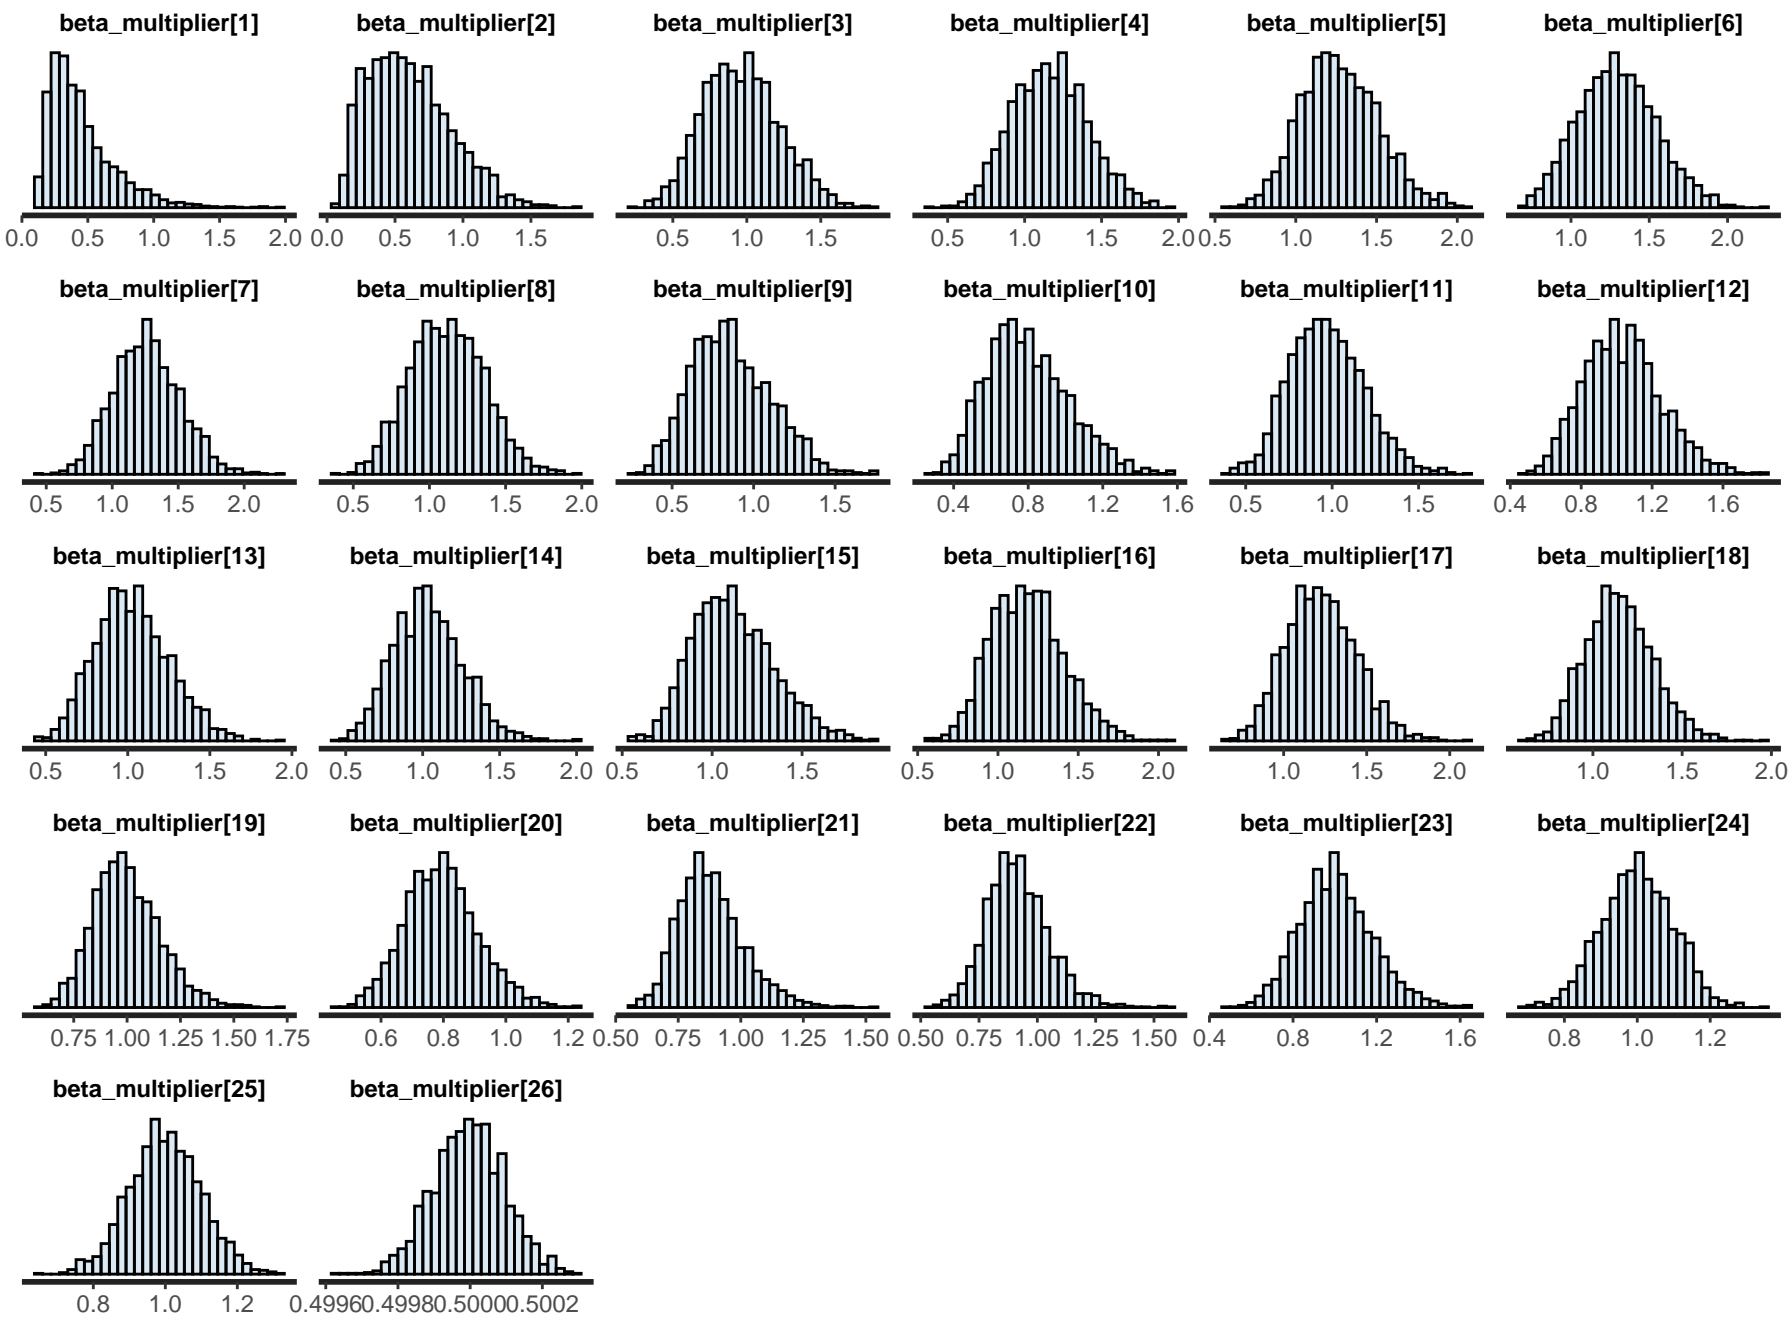 beta_multiplier[1] beta_multiplier[2] beta_multiplier[3] beta_multiplier[4] beta_multiplier[5] beta_multiplier[6]
0.0 0.5 1.0 1.5 2.0 0.0 0.5 1.0 1.5 0.5 1.0 1.5 0.5 1.0 1.5 2.0 0.5 1.0 1.5 2.0 1.0 1.5 2.0
beta_multiplier[7] beta_multiplier[8] beta_multiplier[9] beta_multiplier[10] beta_multiplier[11] beta_multiplier[12]
0.5 1.0 1.5 2.0 0.5 1.0 1.5 2.0 0.5 1.0 1.5 0.4 0.8 1.2 1.6 0.5 1.0 1.5 0.4 0.8 1.2 1.6
beta_multiplier[13] beta_multiplier[14] beta_multiplier[15] beta_multiplier[16] beta_multiplier[17] beta_multiplier[18]
0.5 1.0 1.5 2.0 0.5 1.0 1.5 2.0 0.5 1.0 1.5 0.5 1.0 1.5 2.0 1.0 1.5 2.0 1.0 1.5 2.0
beta_multiplier[19] beta_multiplier[20] beta_multiplier[21] beta_multiplier[22] beta_multiplier[23] beta_multiplier[24]
0.75 1.00 1.25 1.50 1.75 0.6 0.8 1.0 1.2 0.50 0.75 1.00 1.25 1.50 0.50 0.75 1.00 1.25 1.50 0.4 0.8 1.2 1.6 0.8 1.0 1.2
beta_multiplier[25] beta_multiplier[26]
0.8 1.0 1.2 0.4996 0.4998 0.5000 0.5002